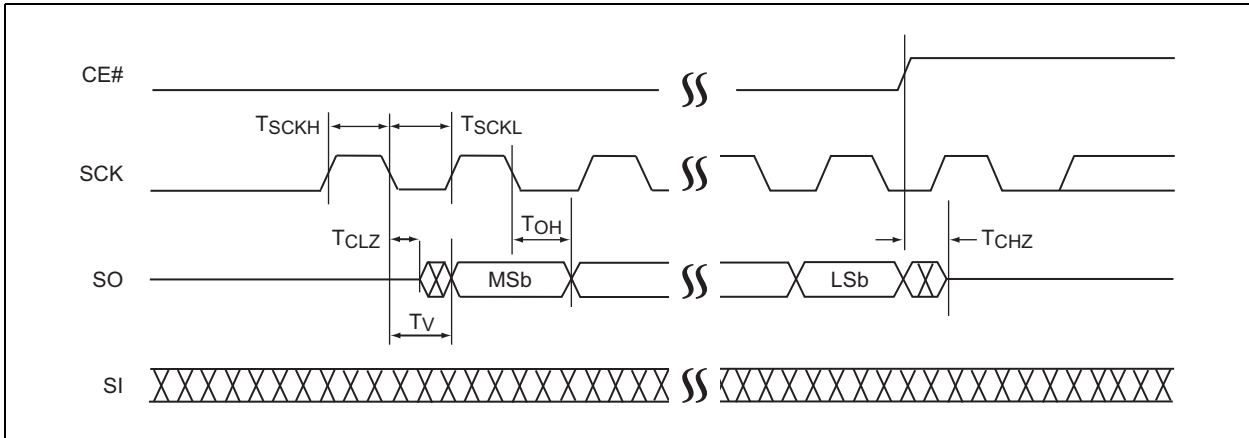 CE#
TSCKH
TSCKL
SCK
TOH
TCLZ
TCHZ
SO
MSb
LSb
TV
SI